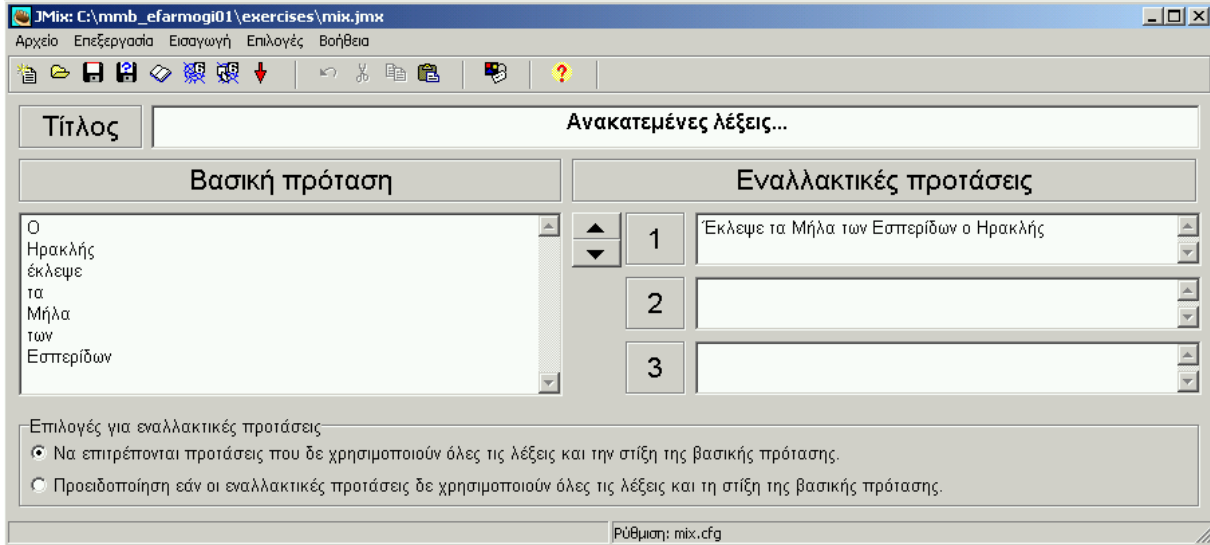 JMix: C:\mmb_efarmogi01\exercises\mix.jmx
Αρχείο Επεξεργασία Εισαγωγή Επιλογές Βοήθεια
Τίτλος
Ανακατεμένες λέξεις...
Βασική πρόταση
Εναλλακτικές προτάσεις
Ο
Ηρακλής
έκλεψε
τα
Μήλα
των
Εσπερίδων
1
Έκλεψε τα Μήλα των Εσπερίδων ο Ηρακλής
2
3
Επιλογές για εναλλακτικές προτάσεις
Να επιτρέπονται προτάσεις που δε χρησιμοποιούν όλες τις λέξεις και την στίξη της βασικής πρότασης.
Προειδοποίηση εάν οι εναλλακτικές προτάσεις δε χρησιμοποιούν όλες τις λέξεις και τη στίξη της βασικής πρότασης.
Ρύθμιση: mix.cfg